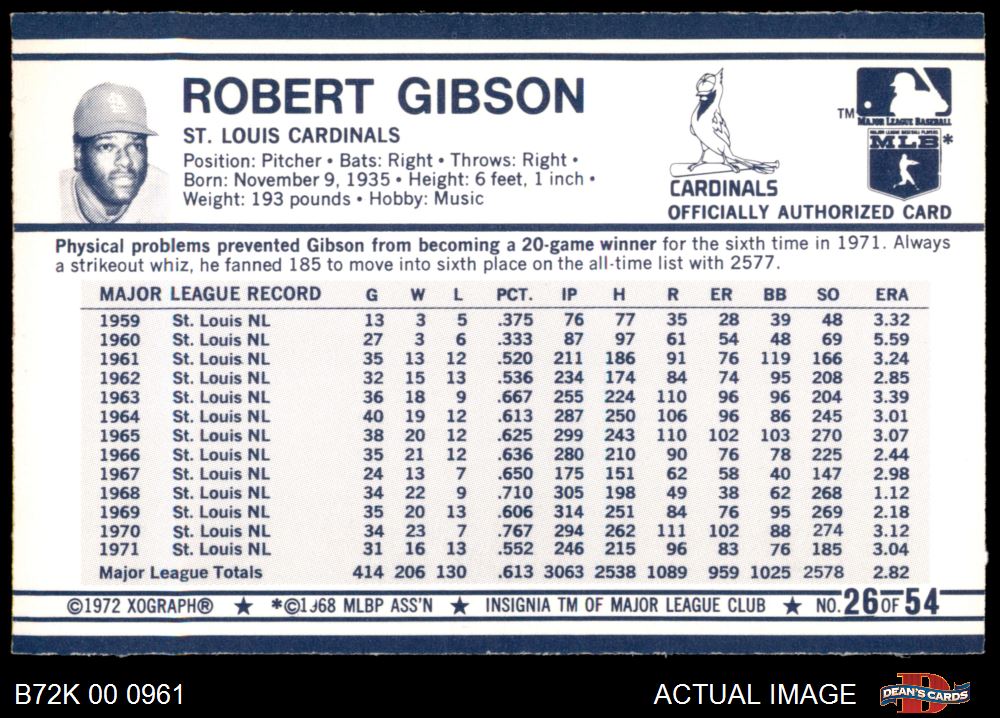 ROBERT GIBSON
ST. LOUIS CARDINALS
Position: Pitcher • Bats: Right • Throws: Right •
Born: November 9, 1935 • Height: 6 feet, 1 inch •
Weight: 193 pounds • Hobby: Music
CARDINALS
TM
MAJOR LEAGUE BASEBALL
MAJOR LEAGUE BASEBALL PLAYERS
MLB*
OFFICIALLY AUTHORIZED CARD
Physical problems prevented Gibson from becoming a 20-game winner for the sixth time in 1971. Always
a strikeout whiz, he fanned 185 to move into sixth place on the all-time list with 2577.
MAJOR LEAGUE RECORD G W L PCT. IP H R ER BB SO ERA
1959 St. Louis NL 13 3 5 .375 76 77 35 28 39 48 3.32
1960 St. Louis NL 27 3 6 .333 87 97 61 54 48 69 5.59
1961 St. Louis NL 35 13 12 .520 211 186 91 76 119 166 3.24
1962 St. Louis NL 32 15 13 .536 234 174 84 74 95 208 2.85
1963 St. Louis NL 36 18 9 .667 255 224 110 96 96 204 3.39
1964 St. Louis NL 40 19 12 .613 287 250 106 96 86 245 3.01
1965 St. Louis NL 38 20 12 .625 299 243 110 102 103 270 3.07
1966 St. Louis NL 35 21 12 .636 280 210 90 76 78 225 2.44
1967 St. Louis NL 24 13 7 .650 175 151 62 58 40 147 2.98
1968 St. Louis NL 34 22 9 .710 305 198 49 38 62 268 1.12
1969 St. Louis NL 35 20 13 .606 314 251 84 76 95 269 2.18
1970 St. Louis NL 34 23 7 .767 294 262 111 102 88 274 3.12
1971 St. Louis NL 31 16 13 .552 246 215 96 83 76 185 3.04
Major League Totals 414 206 130 .613 3063 2538 1089 959 1025 2578 2.82
©1972 XOGRAPH® ★ *©1968 MLBP ASS'N ★ INSIGNIA TM OF MAJOR LEAGUE CLUB ★ NO. 26 OF 54
B72K 00 0961 ACTUAL IMAGE DEAN'S CARDS